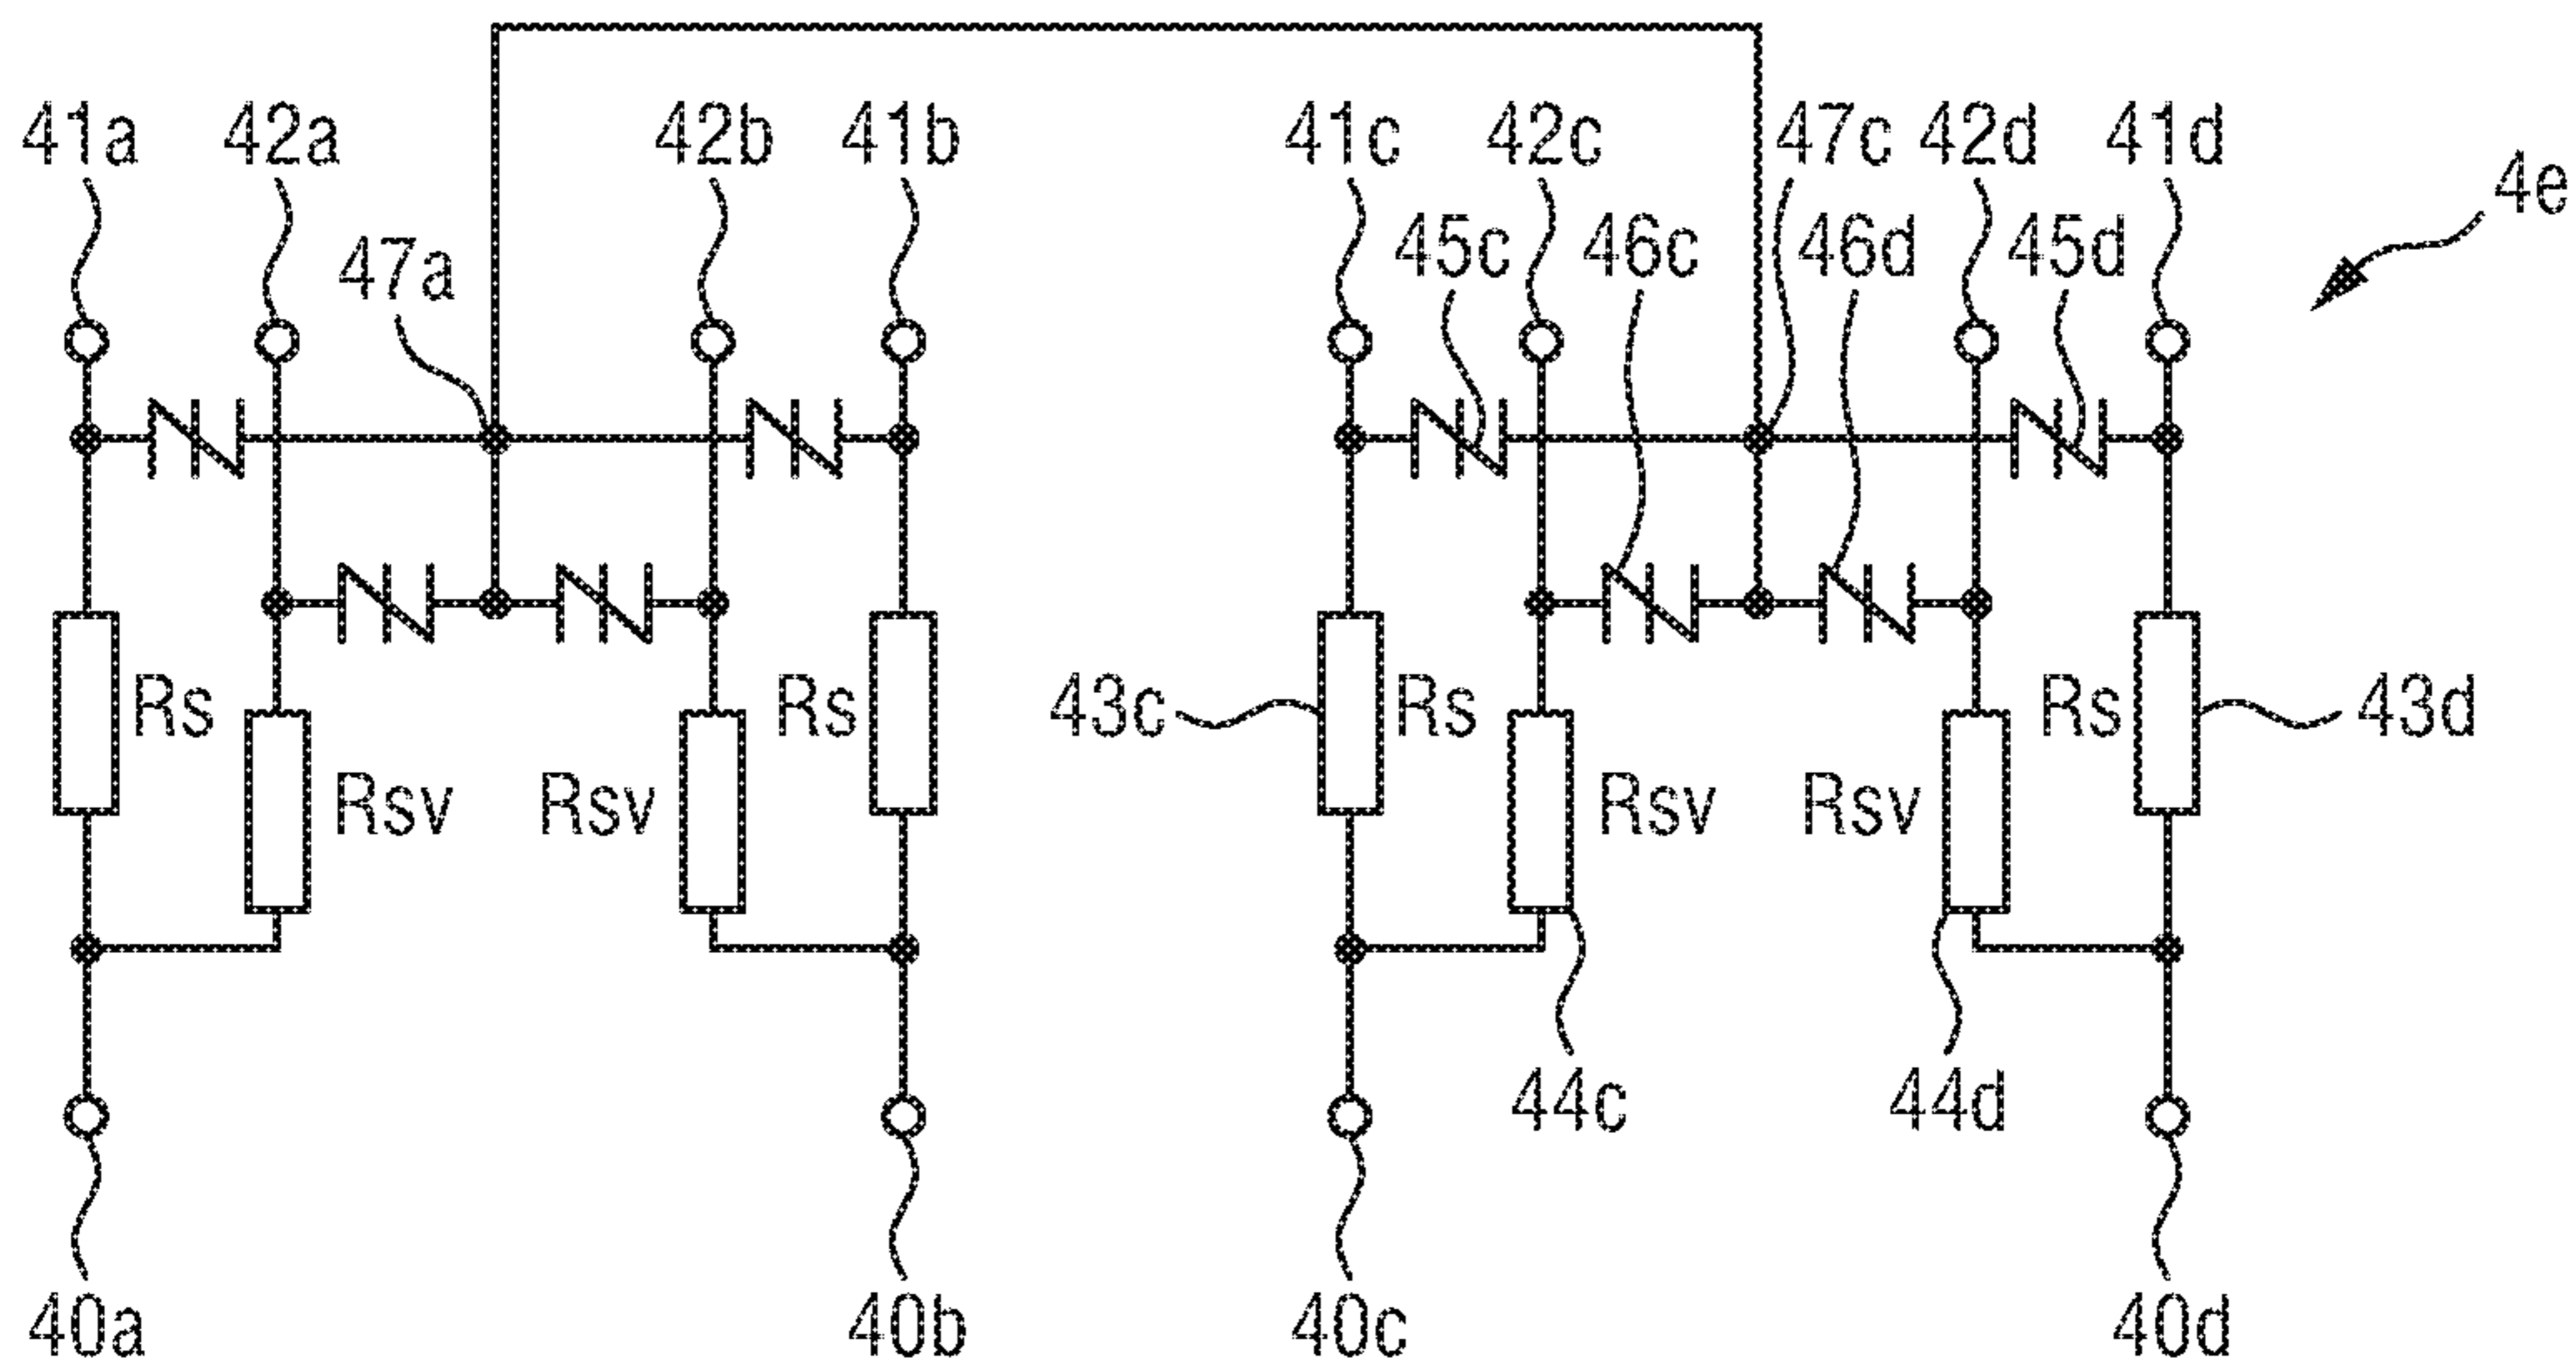 41a 42a 42b 41b 41c 42c 47c 42d 41d
4e
47a 45c 46c 46d 45d
Rs Rs 43c Rs Rs 43d
Rsv Rsv Rsv Rsv
44c 44d
40a 40b 40c 40d